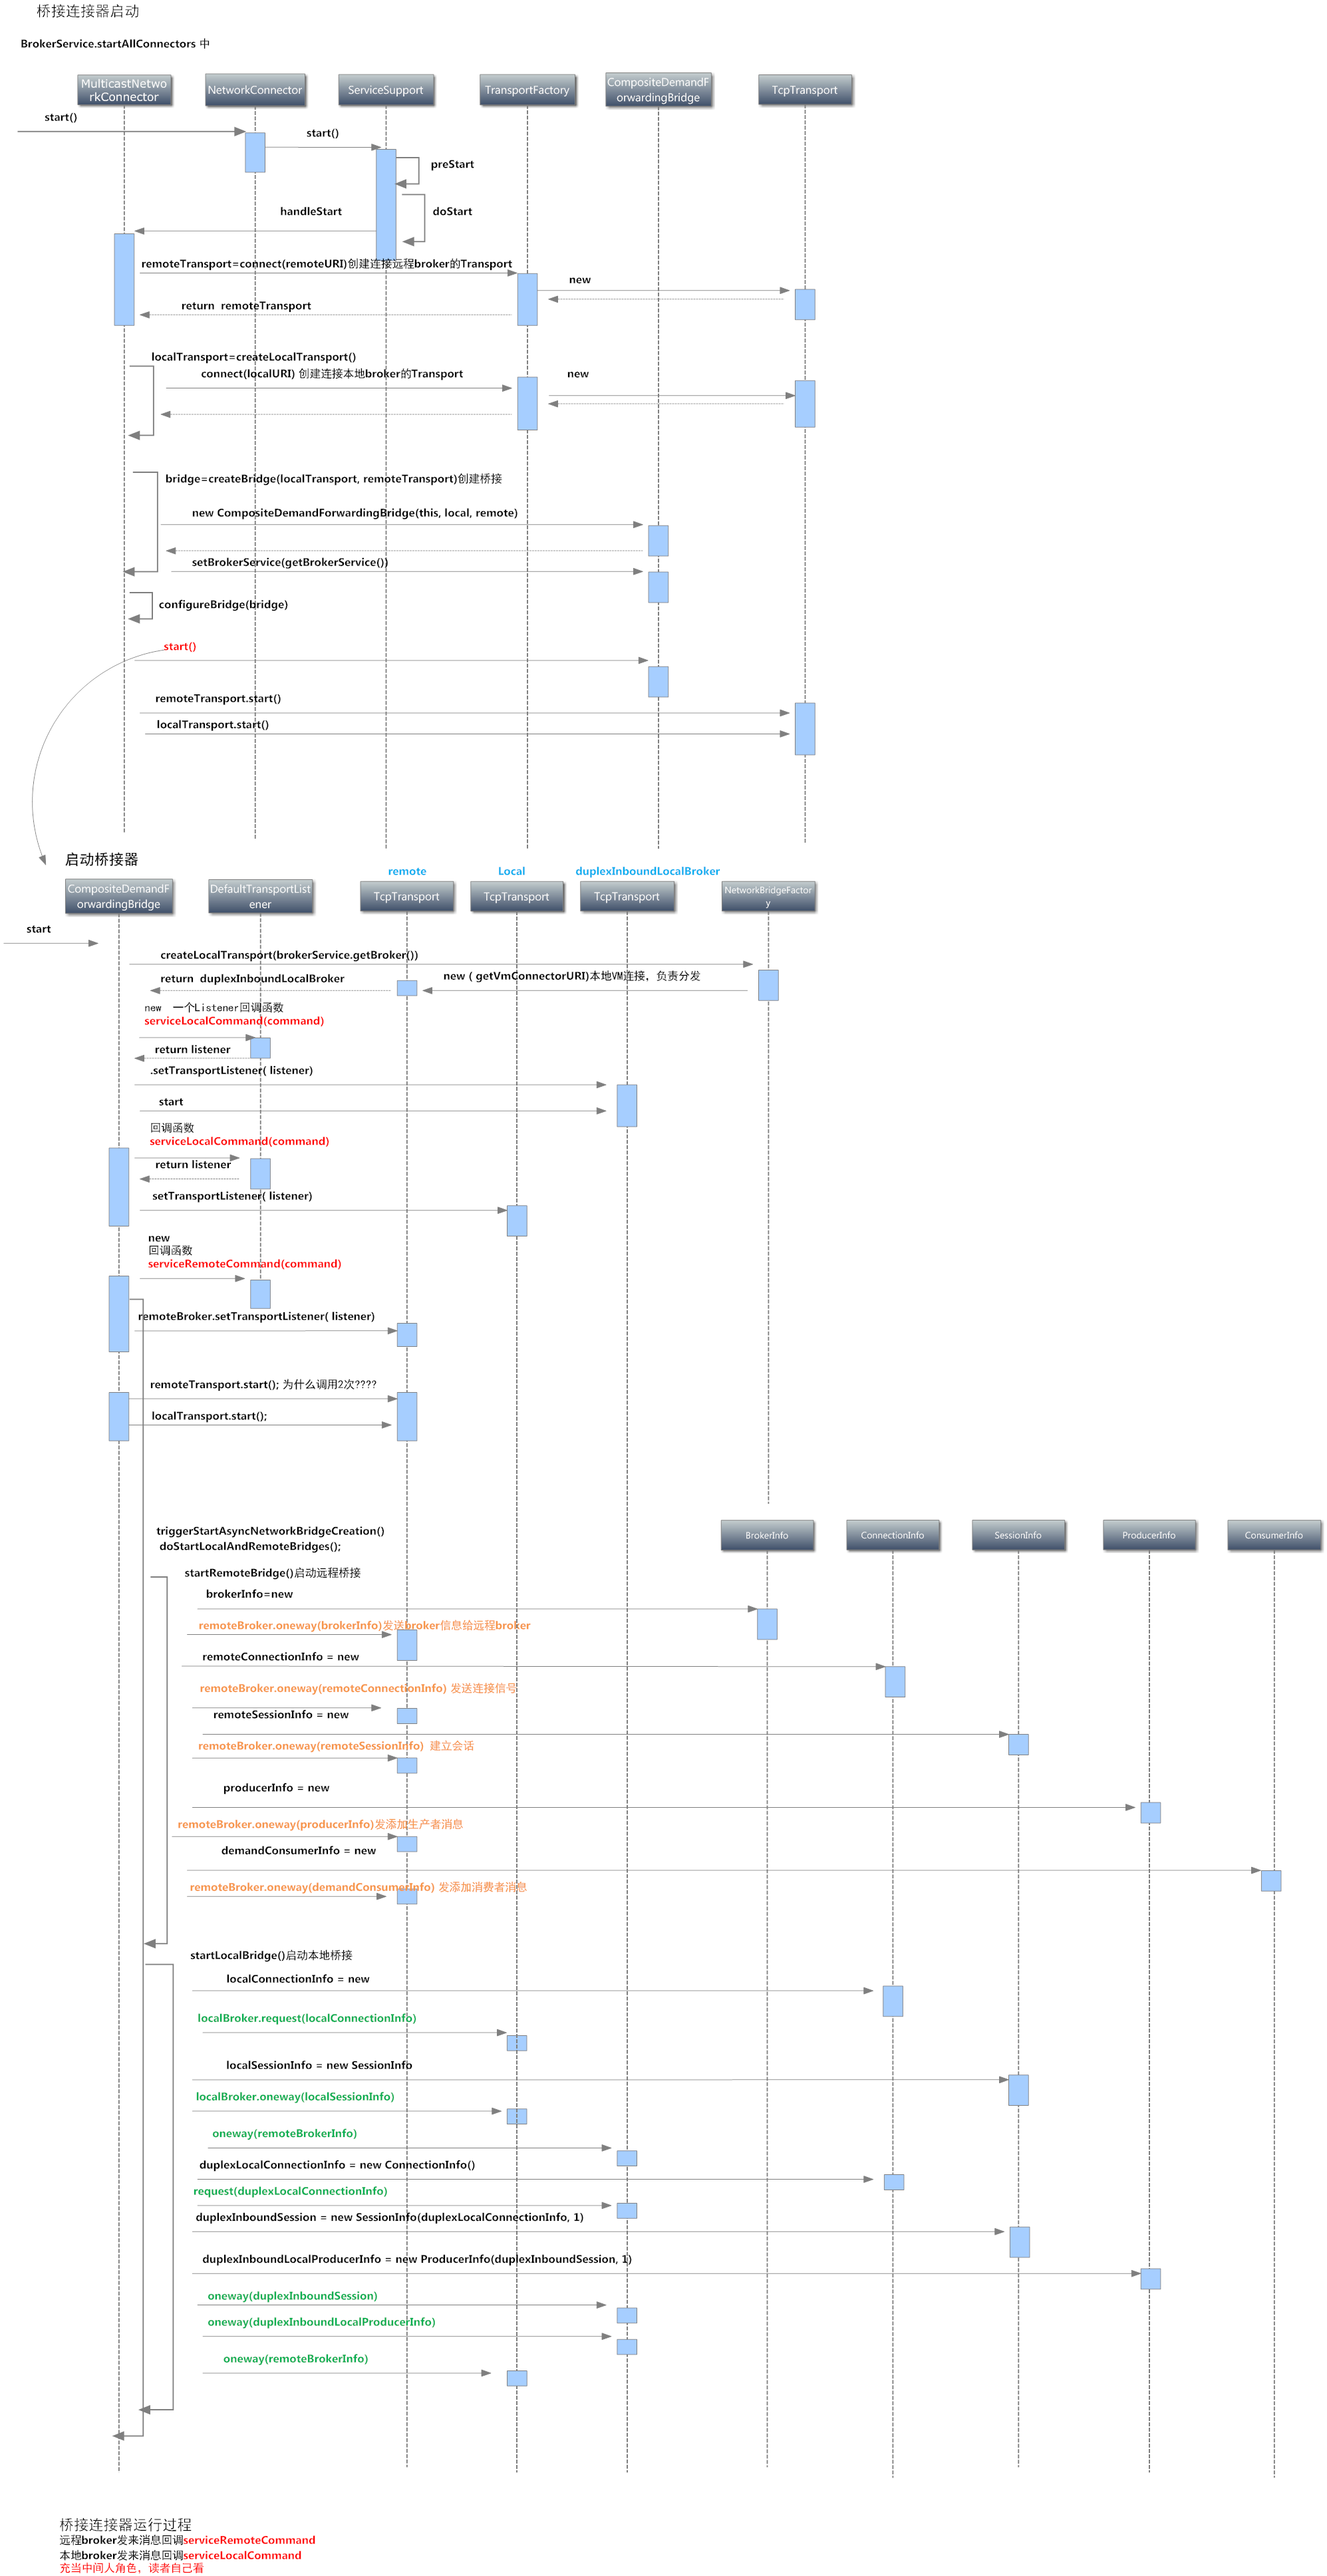 桥接连接器启动
BrokerService.startAllConnectors 中
MulticastNetwo
rkConnector
NetworkConnector
ServiceSupport
TransportFactory
CompositeDemandF
orwardingBridge
TcpTransport
start()
start()
preStart
handleStart
doStart
remoteTransport=connect(remoteURI)创建连接远程broker的Transport
new
return  remoteTransport
localTransport=createLocalTransport()
connect(localURI) 创建连接本地broker的Transport
new
bridge=createBridge(localTransport, remoteTransport)创建桥接
new CompositeDemandForwardingBridge(this, local, remote)
setBrokerService(getBrokerService())
configureBridge(bridge)
start()
remoteTransport.start()
localTransport.start()
启动桥接器
remote
Local
duplexInboundLocalBroker
CompositeDemandF
orwardingBridge
DefaultTransportList
ener
TcpTransport
TcpTransport
TcpTransport
NetworkBridgeFactor
y
start
createLocalTransport(brokerService.getBroker())
return  duplexInboundLocalBroker
new ( getVmConnectorURI)本地VM连接，负责分发
new  一个Listener回调函数
serviceLocalCommand(command)
return listener
.setTransportListener( listener)
start
回调函数
serviceLocalCommand(command)
return listener
setTransportListener( listener)
new
回调函数
serviceRemoteCommand(command)
remoteBroker.setTransportListener( listener)
remoteTransport.start(); 为什么调用2次????
localTransport.start();
triggerStartAsyncNetworkBridgeCreation()
doStartLocalAndRemoteBridges();
BrokerInfo
ConnectionInfo
SessionInfo
ProducerInfo
ConsumerInfo
startRemoteBridge()启动远程桥接
brokerInfo=new
remoteBroker.oneway(brokerInfo)发送broker信息给远程broker
remoteConnectionInfo = new
remoteBroker.oneway(remoteConnectionInfo) 发送连接信号
remoteSessionInfo = new
remoteBroker.oneway(remoteSessionInfo)  建立会话
producerInfo = new
remoteBroker.oneway(producerInfo)发添加生产者消息
demandConsumerInfo = new
remoteBroker.oneway(demandConsumerInfo) 发添加消费者消息
startLocalBridge()启动本地桥接
localConnectionInfo = new
localBroker.request(localConnectionInfo)
localSessionInfo = new SessionInfo
localBroker.oneway(localSessionInfo)
oneway(remoteBrokerInfo)
duplexLocalConnectionInfo = new ConnectionInfo()
request(duplexLocalConnectionInfo)
duplexInboundSession = new SessionInfo(duplexLocalConnectionInfo, 1)
duplexInboundLocalProducerInfo = new ProducerInfo(duplexInboundSession, 1)
oneway(duplexInboundSession)
oneway(duplexInboundLocalProducerInfo)
oneway(remoteBrokerInfo)
桥接连接器运行过程
远程broker发来消息回调serviceRemoteCommand
本地broker发来消息回调serviceLocalCommand
充当中间人角色，读者自己看